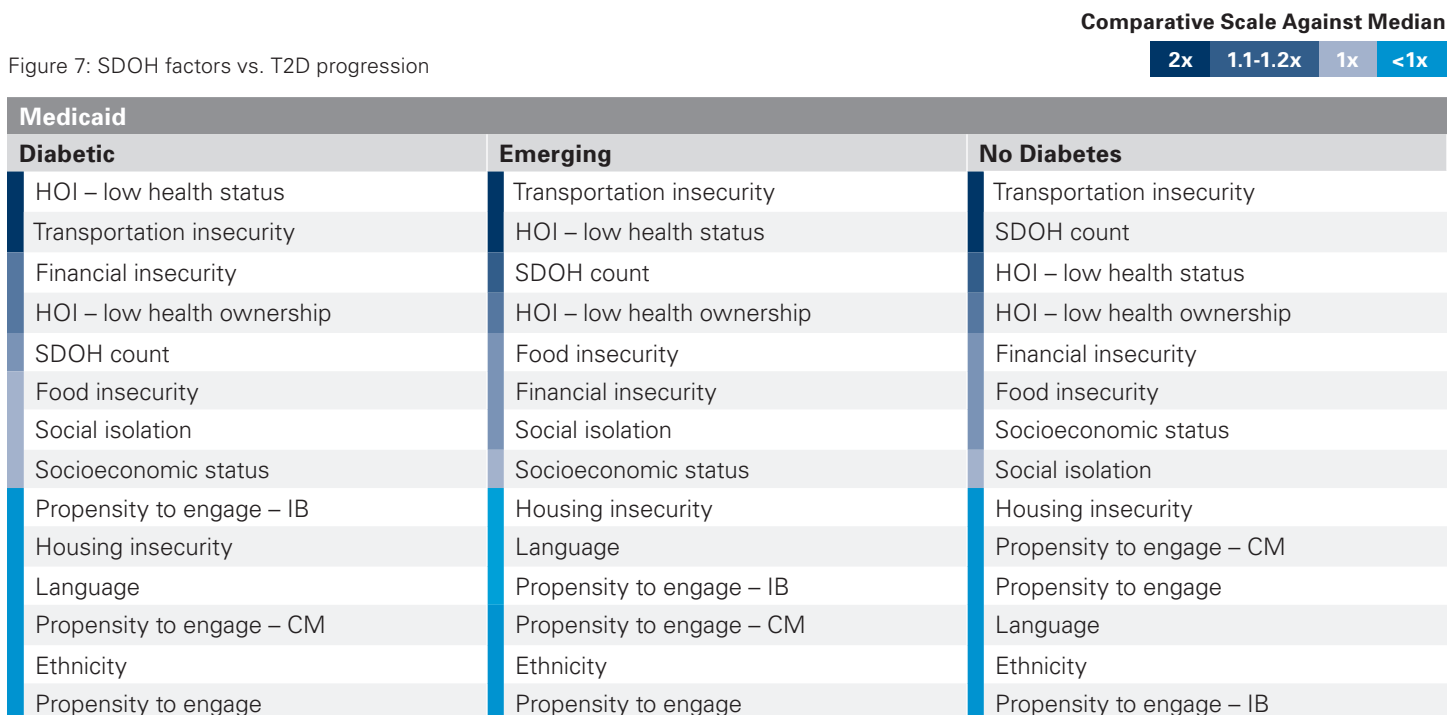 Comparative Scale Against Median
2x 1.1-1.2x 1x <1x
Figure 7: SDOH factors vs. T2D progression
Medicaid
Diabetic Emerging No Diabetes
HOI – low health status Transportation insecurity Transportation insecurity
Transportation insecurity HOI – low health status SDOH count
Financial insecurity SDOH count HOI – low health status
HOI – low health ownership HOI – low health ownership HOI – low health ownership
SDOH count Food insecurity Financial insecurity
Food insecurity Financial insecurity Food insecurity
Social isolation Social isolation Socioeconomic status
Socioeconomic status Socioeconomic status Social isolation
Propensity to engage – IB Housing insecurity Housing insecurity
Housing insecurity Language Propensity to engage – CM
Language Propensity to engage – IB Propensity to engage
Propensity to engage – CM Propensity to engage – CM Language
Ethnicity Ethnicity Ethnicity
Propensity to engage Propensity to engage Propensity to engage – IB